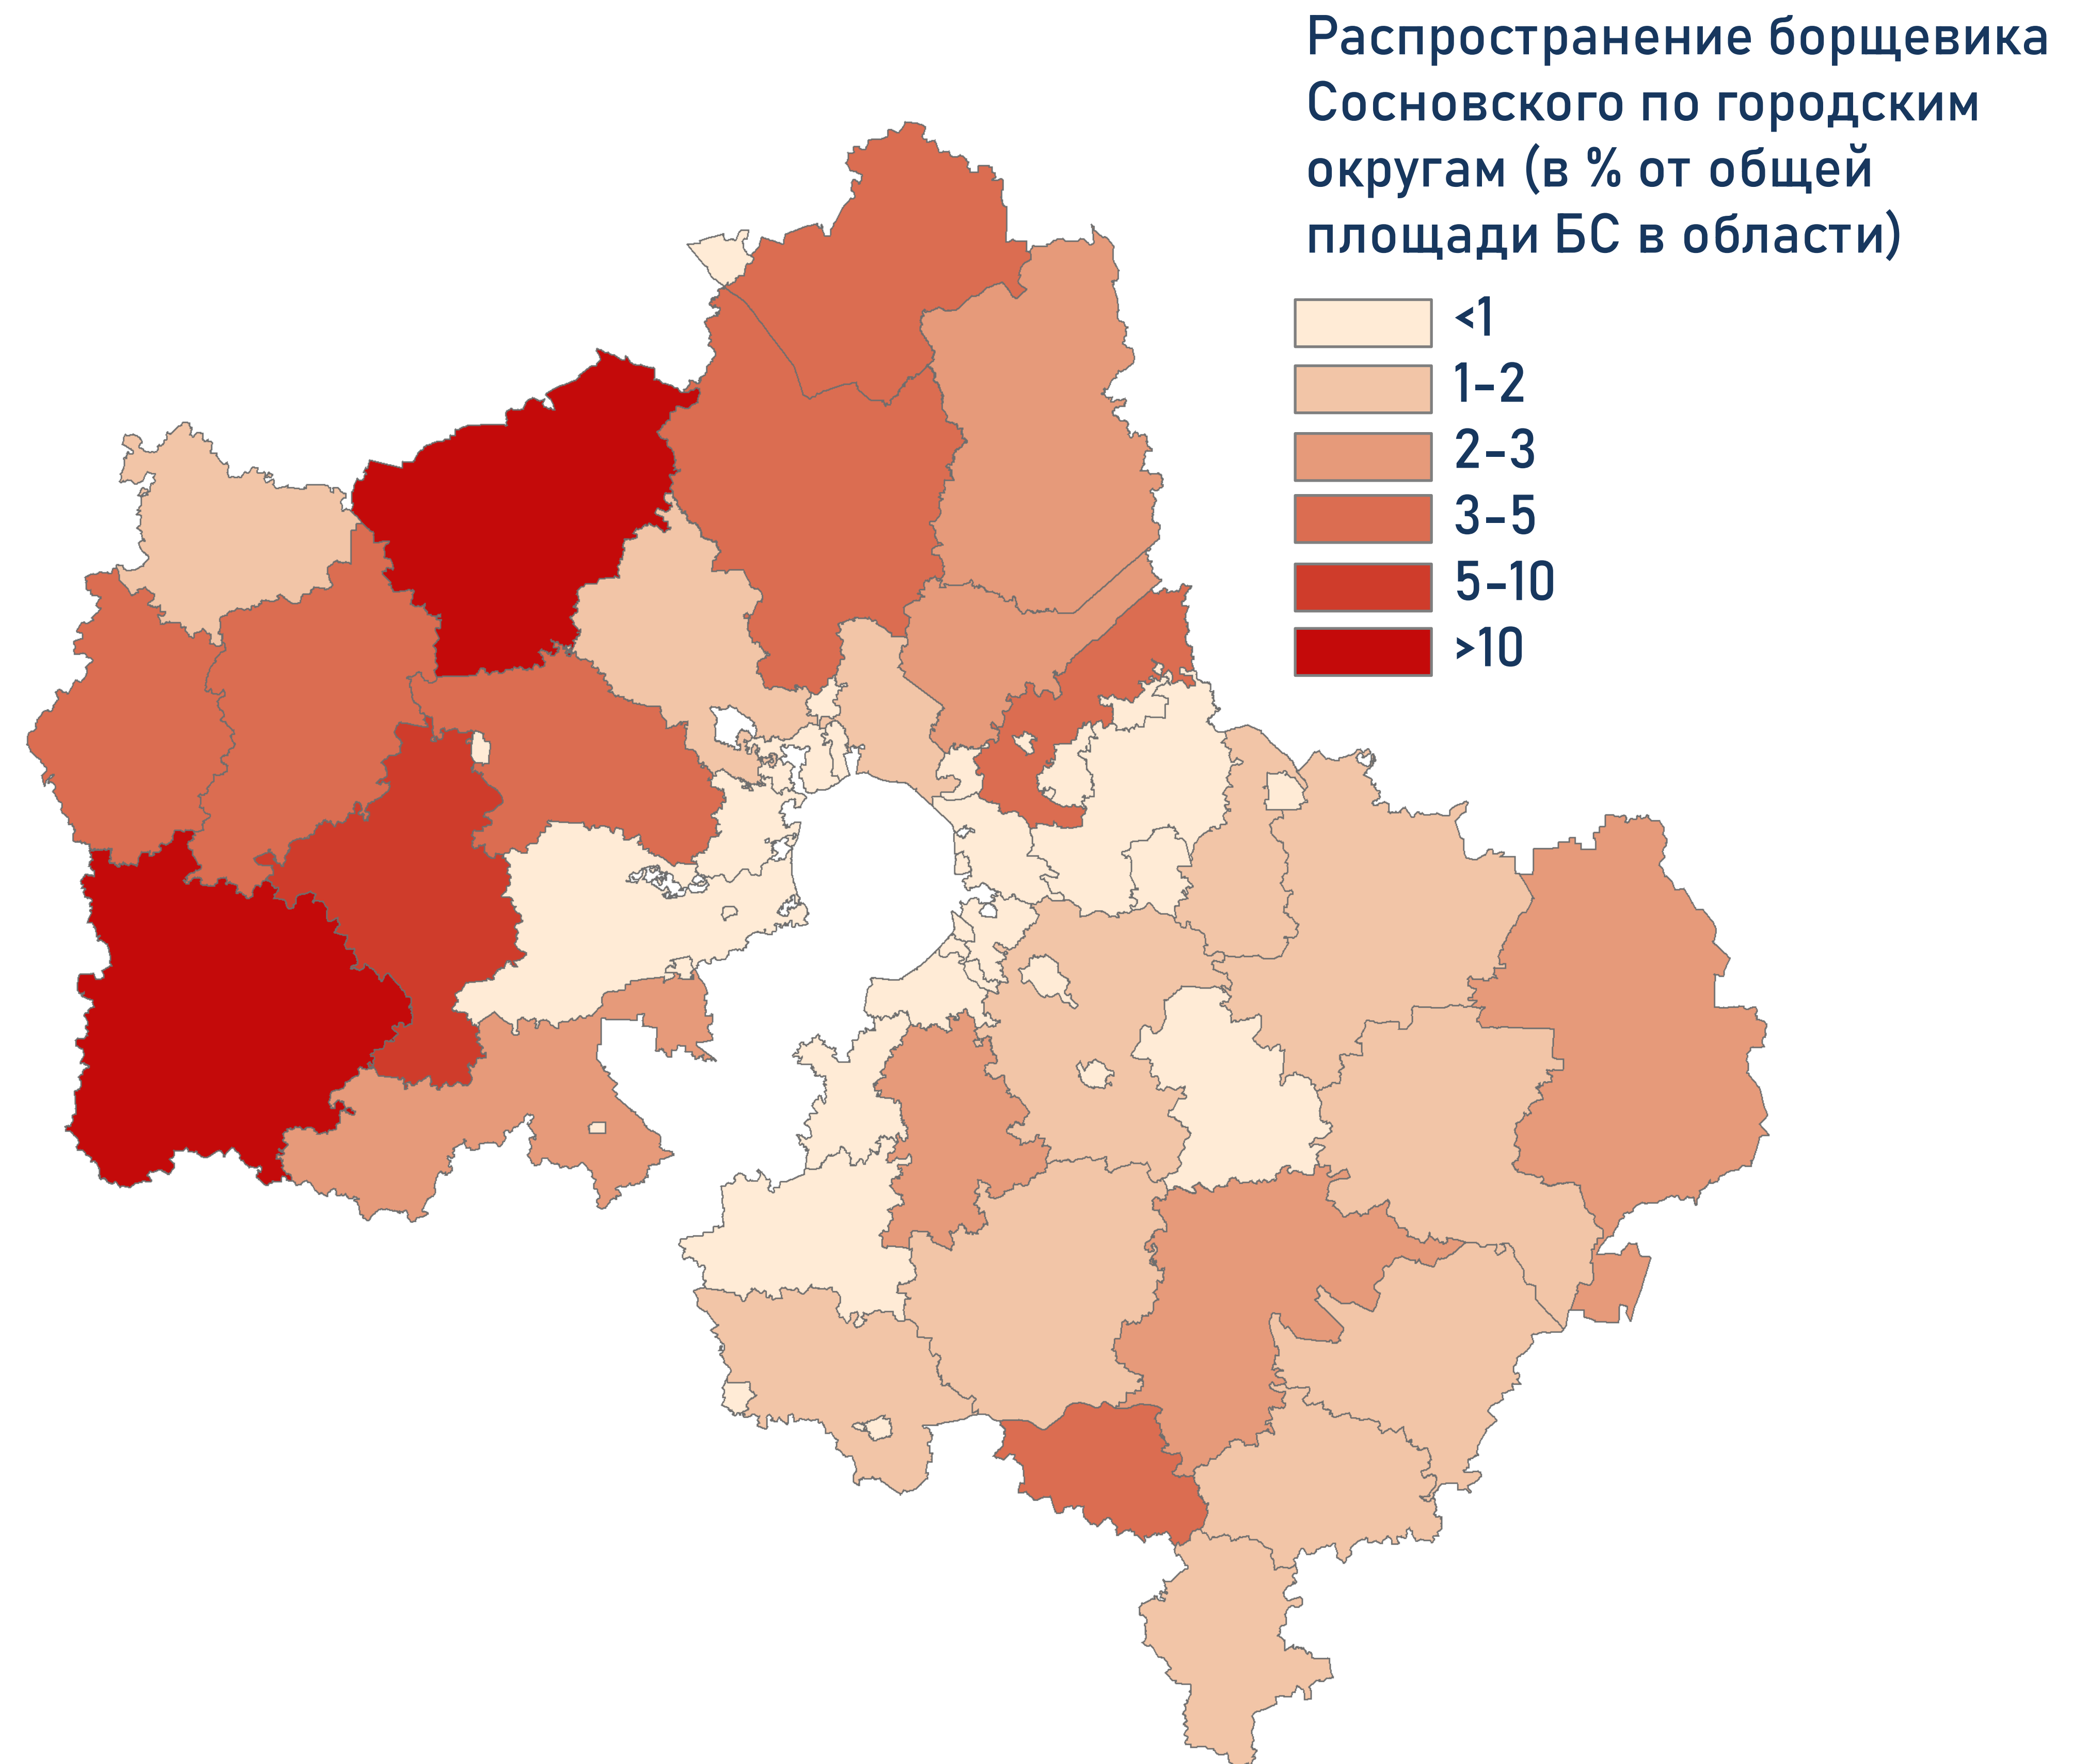 Распространение борщевика
Сосновского по городским
округам (в % от общей
площади БС в области)
<1
1–2
2–3
3–5
5–10
>10